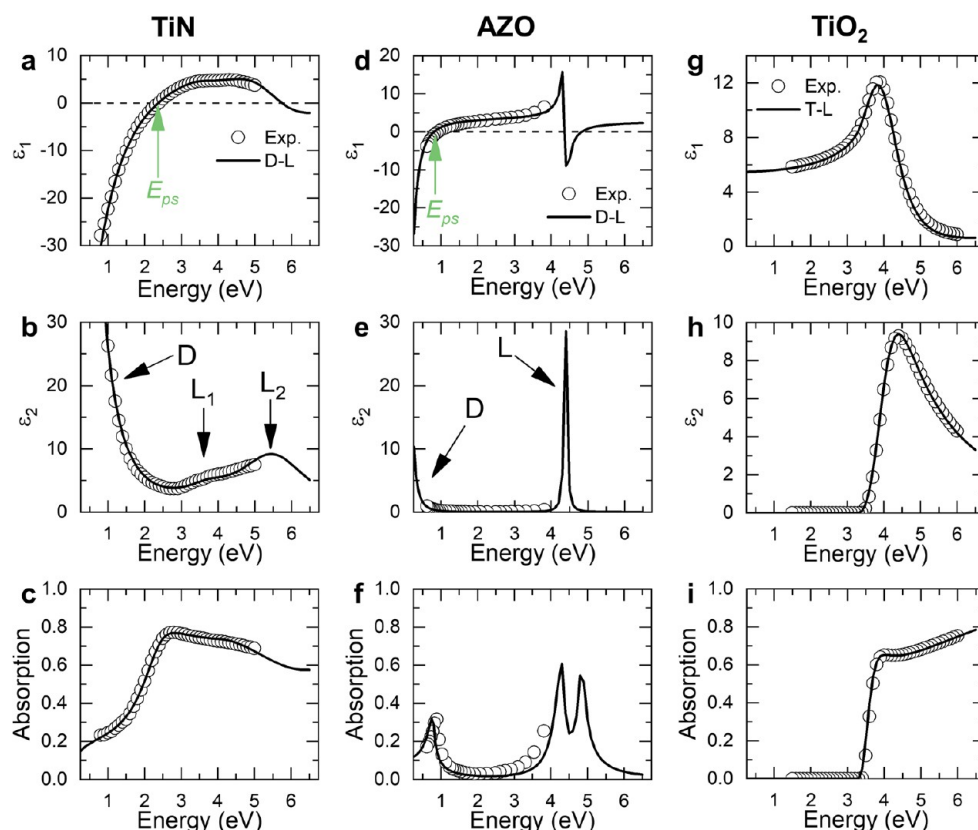 TiN
AZO
TiO2
a
10
0
-10
-20
-30
ε1
Exp.
D-L
Eps
1 2 3 4 5 6
Energy (eV)
d
20
10
0
-10
-20
-30
ε1
Exp.
D-L
Eps
1 2 3 4 5 6
Energy (eV)
g
12
9
6
3
0
ε1
Exp.
T-L
1 2 3 4 5 6
Energy (eV)
b
30
20
10
0
ε2
D
L1
L2
1 2 3 4 5 6
Energy (eV)
e
30
20
10
0
ε2
L
D
1 2 3 4 5 6
Energy (eV)
h
10
8
6
4
2
0
ε2
1 2 3 4 5 6
Energy (eV)
c
1.0
0.8
0.6
0.4
0.2
0.0
Absorption
1 2 3 4 5 6
Energy (eV)
f
1.0
0.8
0.6
0.4
0.2
0.0
Absorption
1 2 3 4 5 6
Energy (eV)
i
1.0
0.8
0.6
0.4
0.2
0.0
Absorption
1 2 3 4 5 6
Energy (eV)